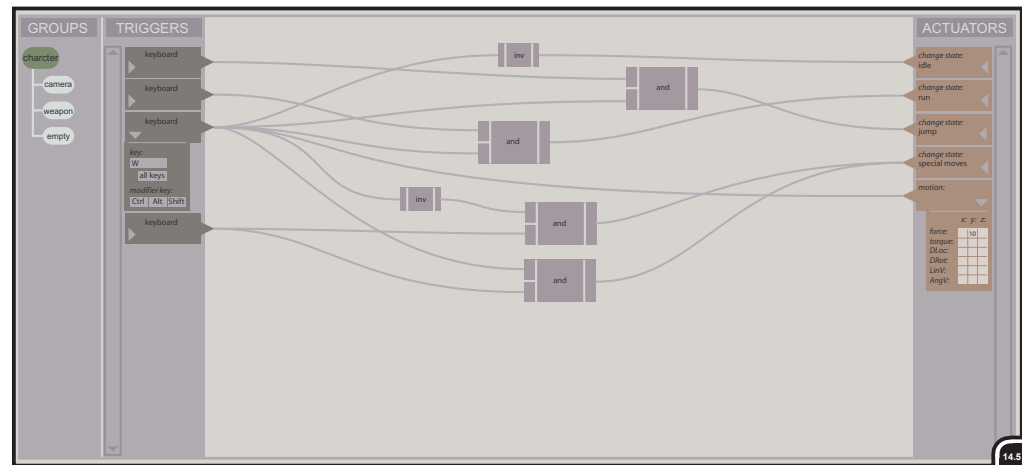 GROUPS
TRIGGERS
ACTUATORS
charcter
camera
weapon
empty
keyboard
keyboard
keyboard
key:
W
all keys
modifier key:
Ctrl Alt Shift
keyboard
inv
and
and
inv
and
and
change state:
idle
change state:
run
change state:
jump
change state:
special moves
motion:
x: y: z:
force: 10
torque:
DLoc:
DRot:
LinV:
AngV:
14.5